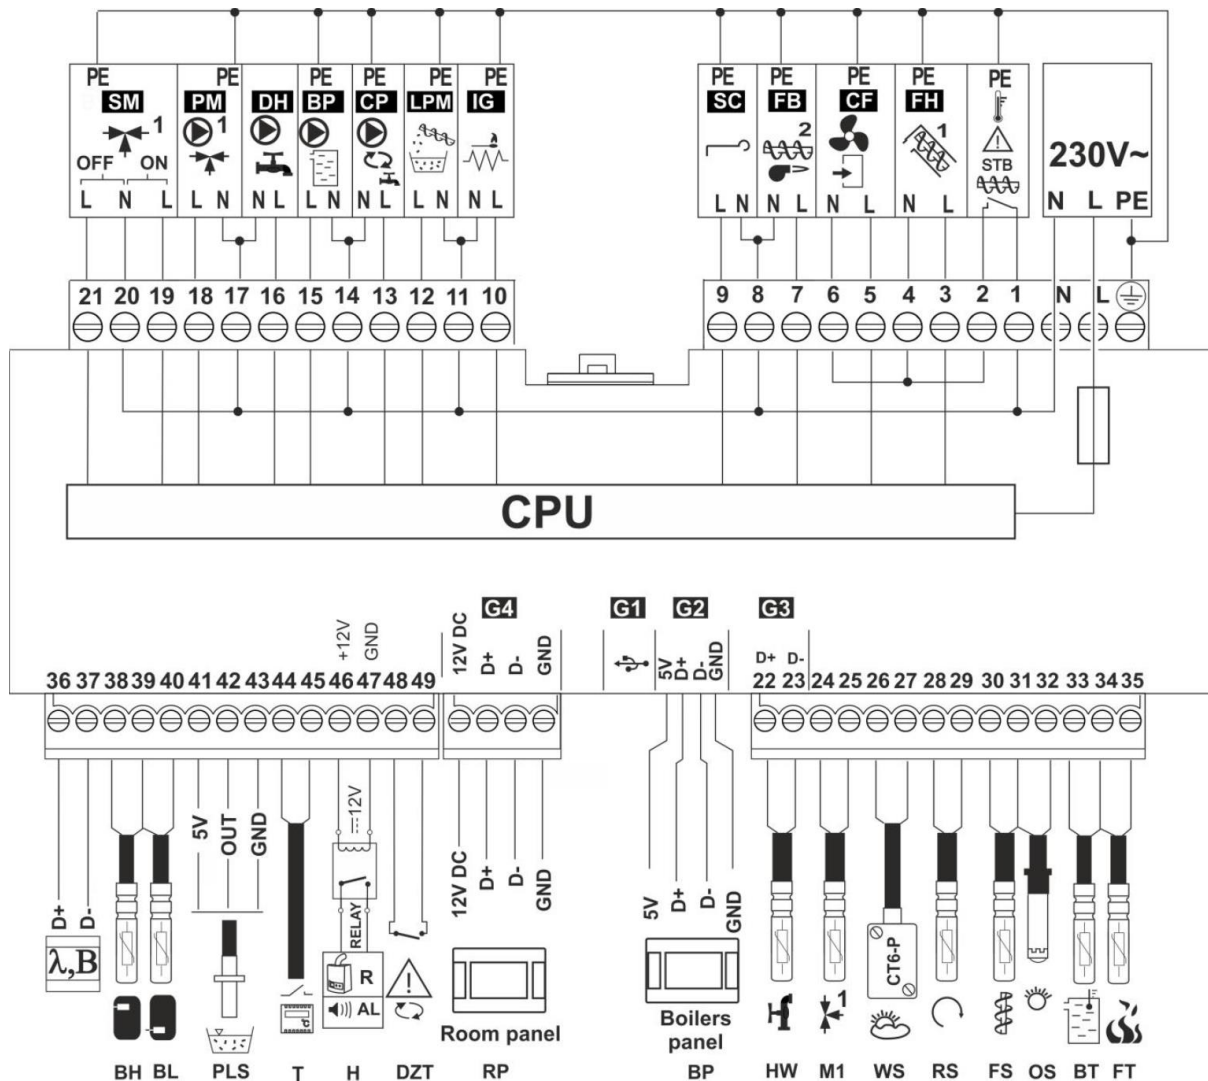 PE PE PE PE PE PE PE PE PE PE PE
SM PM DH BP CP LPM IG SC FB CF FH
1 1 2 1
OFF ON STB 230V~
L N L L N N L L N N L L N N L L N N L N L N L N L PE
21 20 19 18 17 16 15 14 13 12 11 10 9 8 7 6 5 4 3 2 1 N L
CPU
G4 G1 G2 G3
+12V GND 12V DC D+ D- GND 5V D+ D- GND D+ D-
36 37 38 39 40 41 42 43 44 45 46 47 48 49 22 23 24 25 26 27 28 29 30 31 32 33 34 35
12V
5V OUT GND
D+ D- RELAY 12V DC D+ D- GND 5V D+ D- GND
λ,B R CT6-P
°C AL 1
Room panel Boilers
panel
BH BL PLS T H DZT RP BP HW M1 WS RS FS OS BT FT